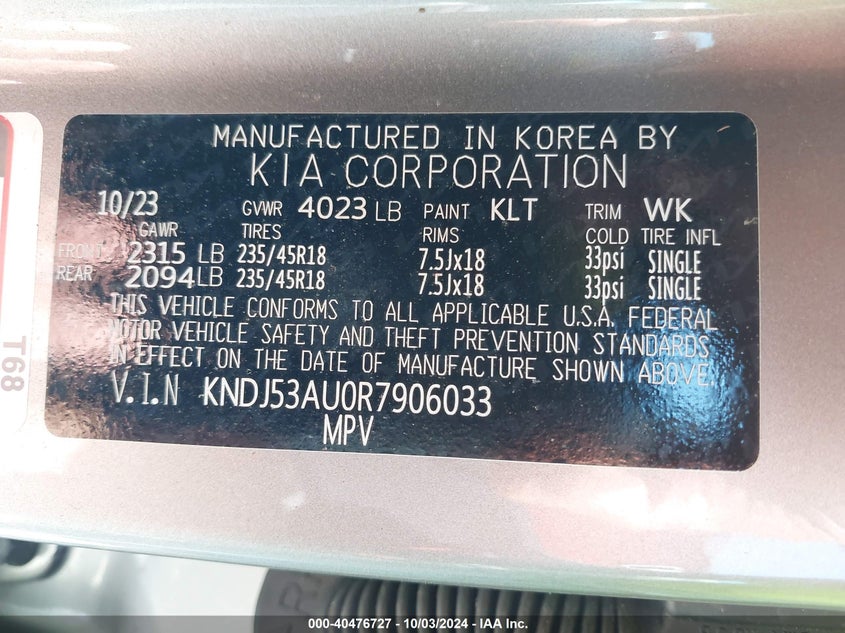 MANUFACTURED IN KOREA BY
KIA CORPORATION
10/23 GVWR 4023 LB PAINT KLT TRIM WK
GAWR TIRES RIMS COLD TIRE INFL
FRONT 2315 LB 235/45R18 7.5Jx18 33psi SINGLE
REAR 2094 LB 235/45R18 7.5Jx18 33psi SINGLE
THIS VEHICLE CONFORMS TO ALL APPLICABLE U.S.A. FEDERAL
MOTOR VEHICLE SAFETY AND THEFT PREVENTION STANDARDS
IN EFFECT ON THE DATE OF MANUFACTURE SHOWN ABOVE.
V.I.N KNDJ53AU0R7906033
MPV
T68
000-40476727 | 10/03/2024 | IAA Inc.